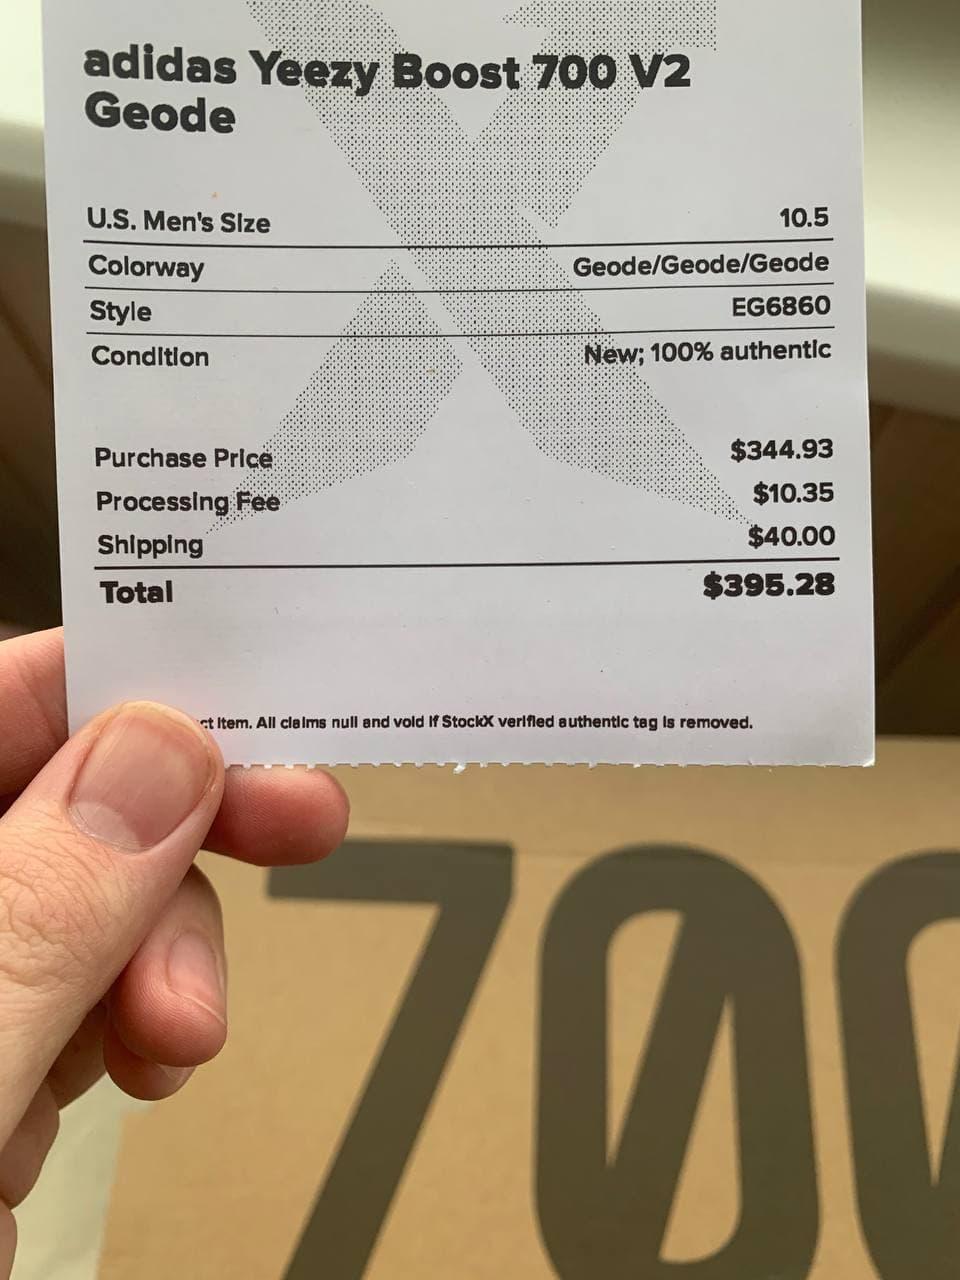 adidas Yeezy Boost 700 V2
Geode
U.S. Men's Size 10.5
Colorway Geode/Geode/Geode
Style EG6860
Condition New; 100% authentic
Purchase Price $344.93
Processing Fee $10.35
Shipping $40.00
Total $395.28
item. All claims null and void if StockX verified authentic tag is removed.
700